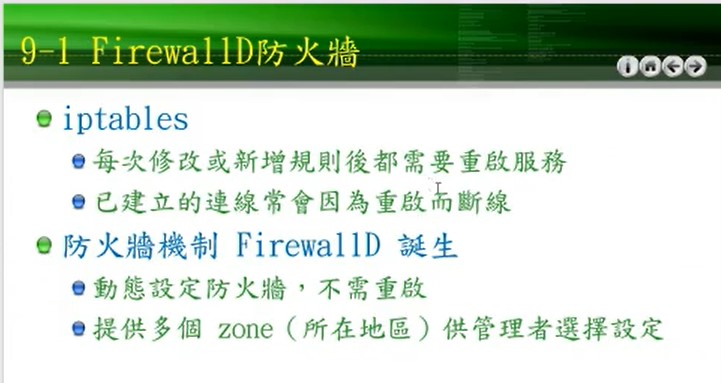 9-1 FirewallD防火牆
iptables
每次修改或新增規則後都需要重啟服務
已建立的連線常會因為重啟而斷線
防火牆機制 FirewallD 誕生
動態設定防火牆，不需重啟
提供多個 zone（所在地區）供管理者選擇設定